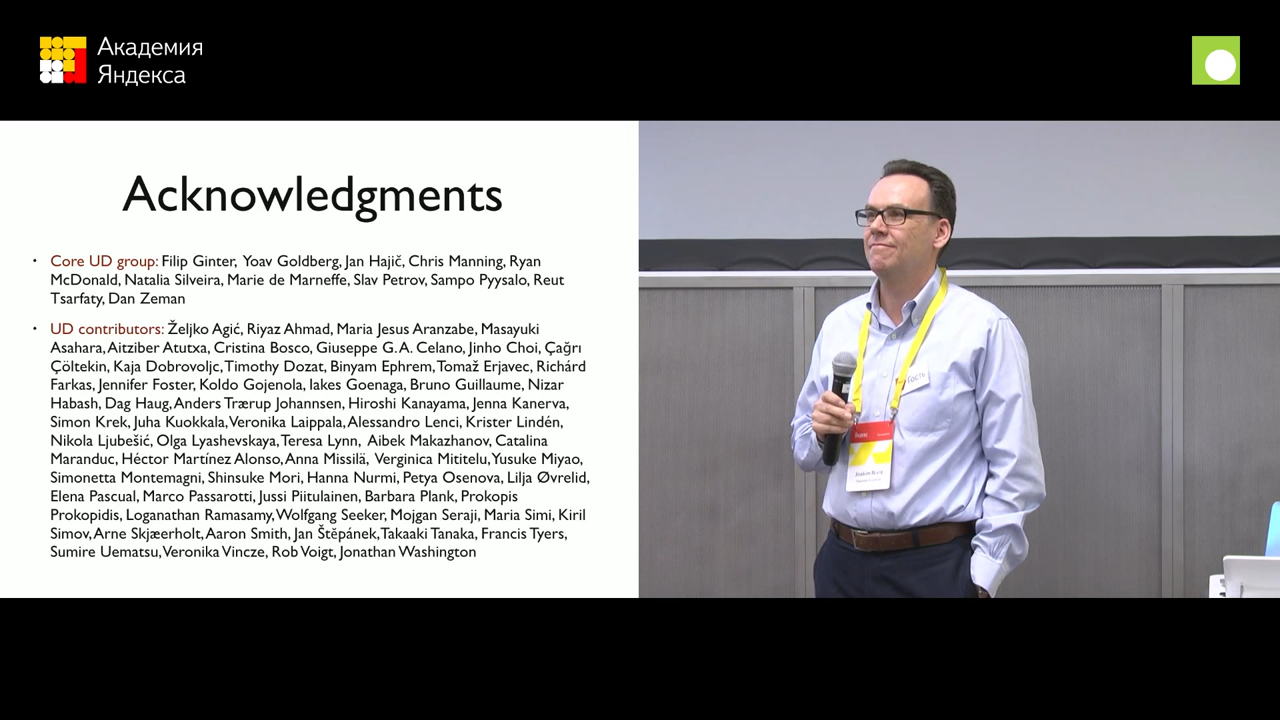 Академия
Яндекса
Acknowledgments
• Core UD group: Filip Ginter, Yoav Goldberg, Jan Hajič, Chris Manning, Ryan
McDonald, Natalia Silveira, Marie de Marneffe, Slav Petrov, Sampo Pyysalo, Reut
Tsarfaty, Dan Zeman
• UD contributors: Željko Agić, Riyaz Ahmad, Maria Jesus Aranzabe, Masayuki
Asahara, Aitziber Atutxa, Cristina Bosco, Giuseppe G. A. Celano, Jinho Choi, Çağrı
Çöltekin, Kaja Dobrovoljc, Timothy Dozat, Binyam Ephrem, Tomaž Erjavec, Richárd
Farkas, Jennifer Foster, Koldo Gojenola, Iakes Goenaga, Bruno Guillaume, Nizar
Habash, Dag Haug, Anders Trærup Johannsen, Hiroshi Kanayama, Jenna Kanerva,
Simon Krek, Juha Kuokkala, Veronika Laippala, Alessandro Lenci, Krister Lindén,
Nikola Ljubešić, Olga Lyashevskaya, Teresa Lynn, Aibek Makazhanov, Catalina
Maranduc, Héctor Martínez Alonso, Anna Missilä, Verginica Mititelu, Yusuke Miyao,
Simonetta Montemagni, Shinsuke Mori, Hanna Nurmi, Petya Osenova, Lilja Øvrelid,
Elena Pascual, Marco Passarotti, Jussi Piitulainen, Barbara Plank, Prokopis
Prokopidis, Loganathan Ramasamy, Wolfgang Seeker, Mojgan Seraji, Maria Simi, Kiril
Simov, Arne Skjærholt, Aaron Smith, Jan Štěpánek, Takaaki Tanaka, Francis Tyers,
Sumire Uematsu, Veronika Vincze, Rob Voigt, Jonathan Washington
Гость